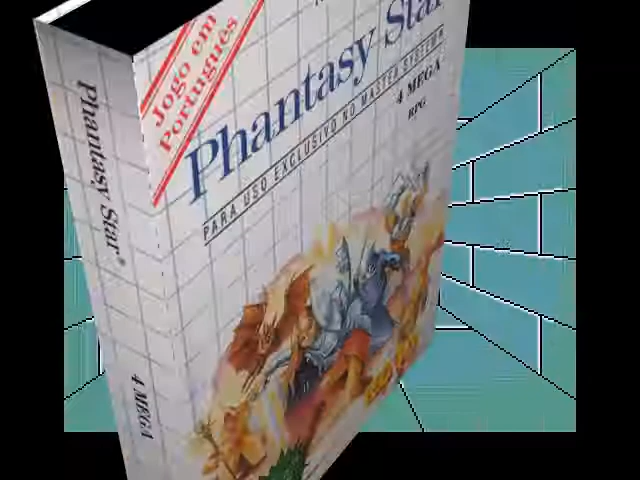 Jogo em
Português
Phantasy Star
PARA USO EXCLUSIVO NO MASTER SYSTEM
4 MEGA
RPG
Phantasy Star®
4 MEGA